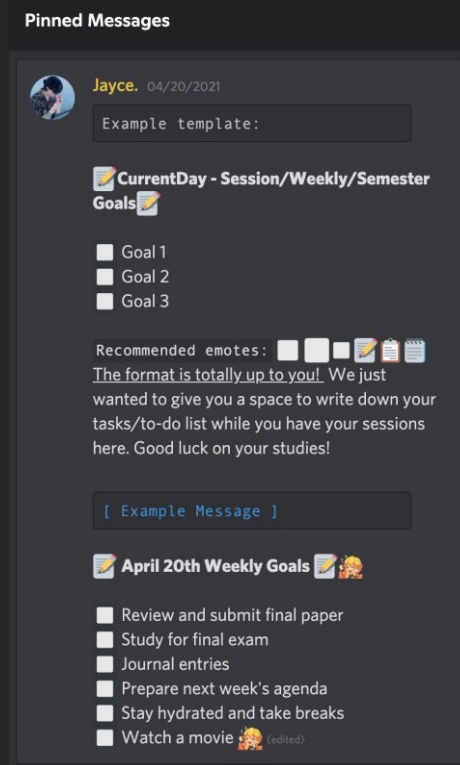 Pinned Messages
Jayce. 04/20/2021
Example template:
CurrentDay - Session/Weekly/Semester
Goals
Goal 1
Goal 2
Goal 3
Recommended emotes:
The format is totally up to you! We just
wanted to give you a space to write down your
tasks/to-do list while you have your sessions
here. Good luck on your studies!
[ Example Message ]
April 20th Weekly Goals
Review and submit final paper
Study for final exam
Journal entries
Prepare next week's agenda
Stay hydrated and take breaks
Watch a movie (edited)